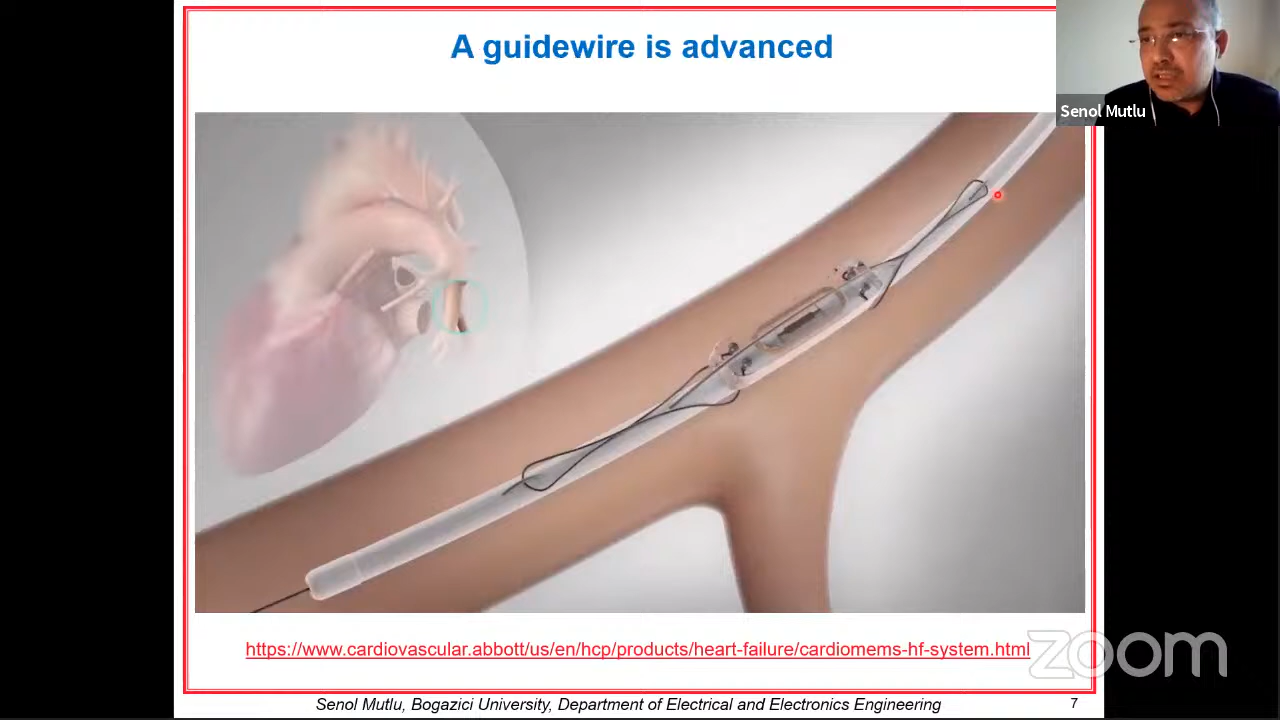 A guidewire is advanced
Senol Mutlu
https://www.cardiovascular.abbott/us/en/hcp/products/heart-failure/cardiomems-hf-system.html
zoom
Senol Mutlu, Bogazici University, Department of Electrical and Electronics Engineering
7